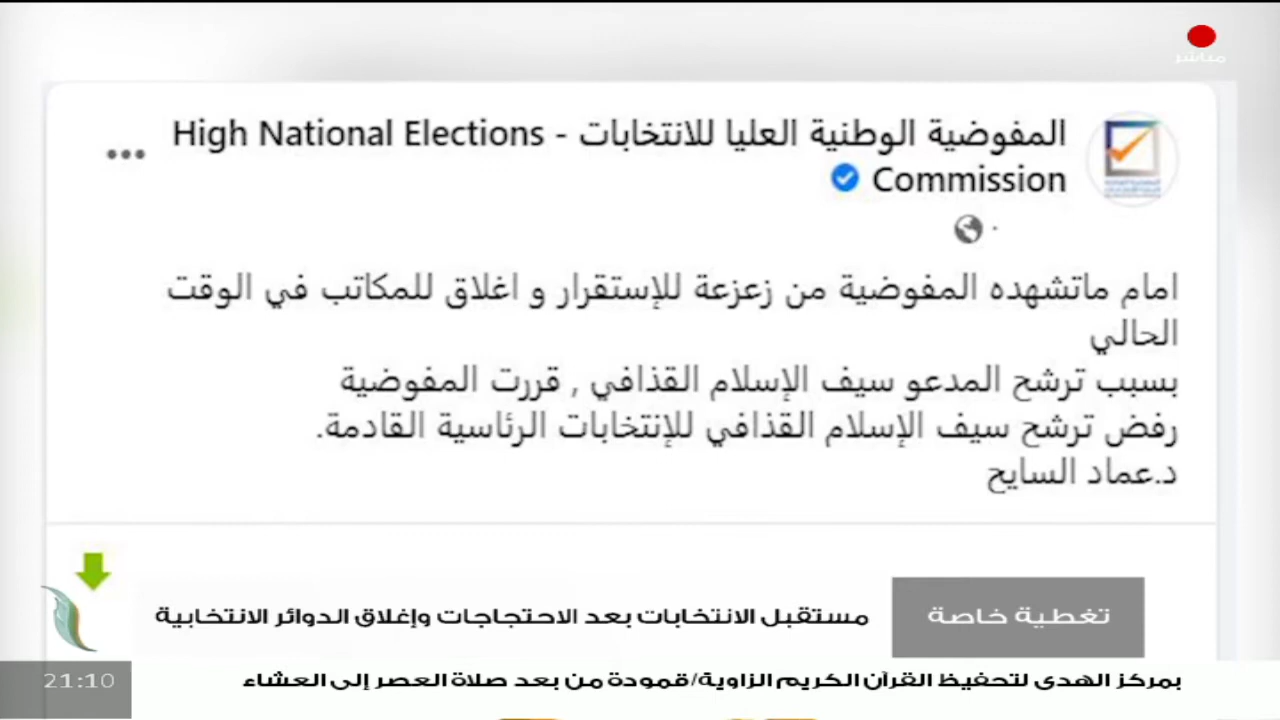 مباشر
المفوضية الوطنية العليا للانتخابات - High National Elections
Commission
امام ماتشهده المفوضية من زعزعة للإستقرار و اغلاق للمكاتب في الوقت
الحالي
بسبب ترشح المدعو سيف الإسلام القذافي , قررت المفوضية
رفض ترشح سيف الإسلام القذافي للإنتخابات الرئاسية القادمة.
د.عماد السايح
تغطية خاصة
مستقبل الانتخابات بعد الاحتجاجات وإغلاق الدوائر الانتخابية
بمركز الهدى لتحفيظ القرآن الكريم الزاوية/قمودة من بعد صلاة العصر إلى العشاء
21:10